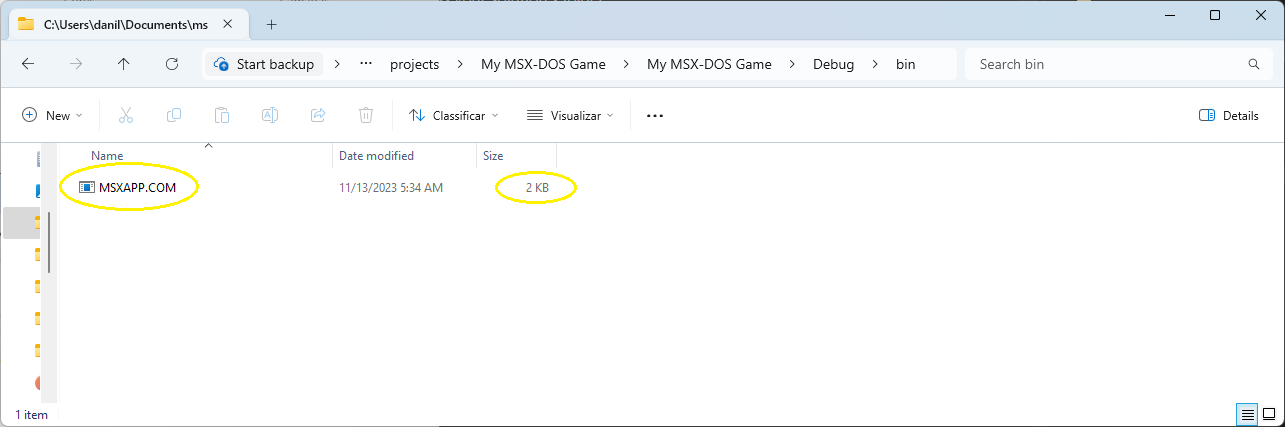 C:\Users\danil\Documents\ms
Start backup ... projects My MSX-DOS Game My MSX-DOS Game Debug bin Search bin
New Classificar Visualizar ... Details
Name Date modified Size
MSXAPP.COM 11/13/2023 5:34 AM 2 KB
1 item